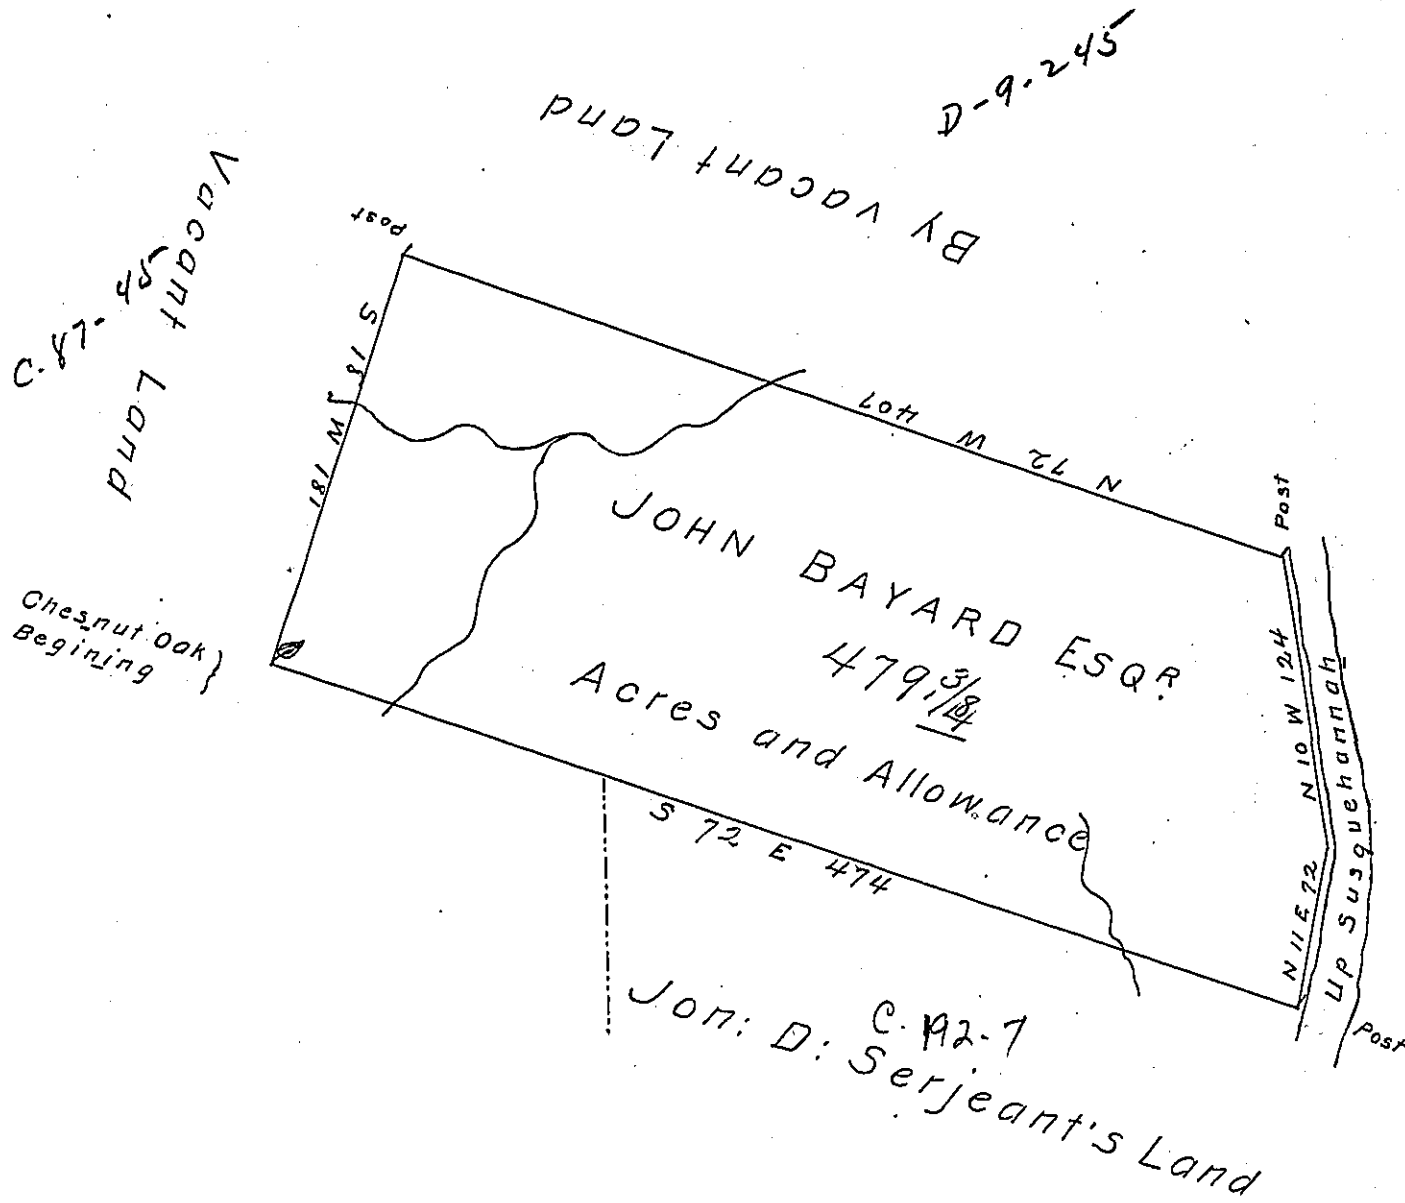 D-9-245
By vacant Land
Vacant Land
C-87-45
Post
S 18 W 181
N 72 W 407
Post
JOHN BAYARD ESQR.
479
Acres and Allowance
Chesnut Oak
Begining
S 72 E 474
N 10 W 124
N 11 E 72
Up Susquehannah
Post
C. 192-7
Jon: D: Serjeant's Land